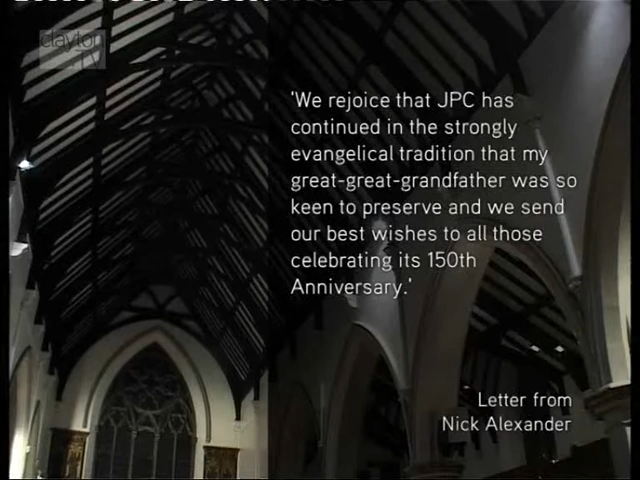 clayton
TV
'We rejoice that JPC has
continued in the strongly
evangelical tradition that my
great-great-grandfather was so
keen to preserve and we send
our best wishes to all those
celebrating its 150th
Anniversary.'
Letter from
Nick Alexander